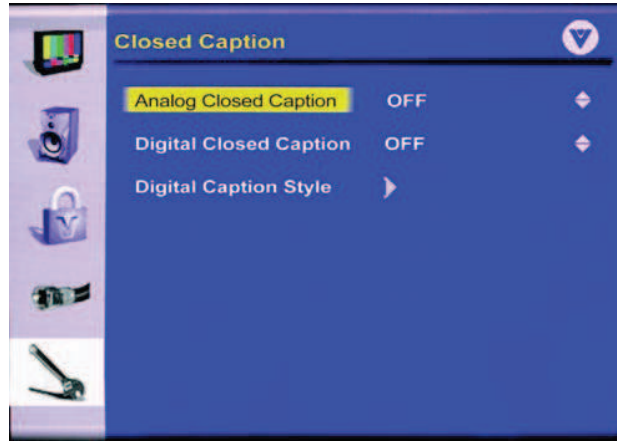 Closed Caption
Analog Closed Caption OFF
Digital Closed Caption OFF
Digital Caption Style